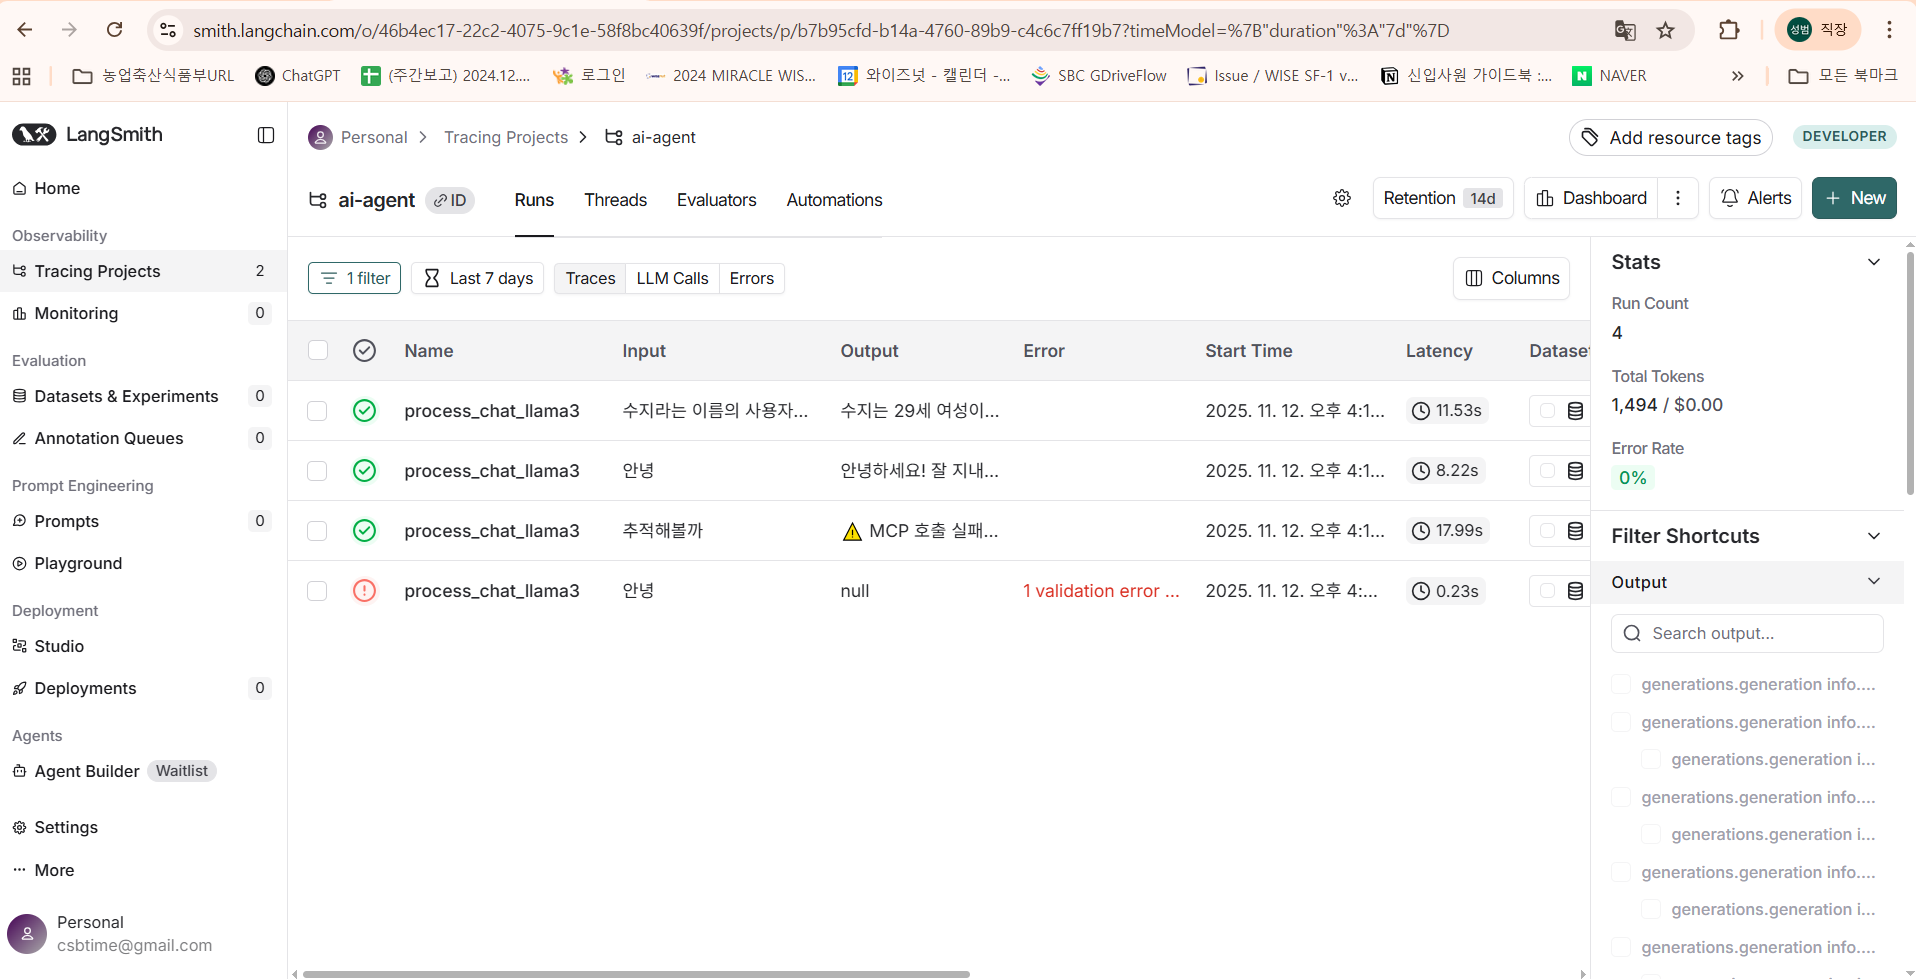 smith.langchain.com/o/46b4ec17-22c2-4075-9c1e-58f8bc40639f/projects/p/b7b95cfd-b14a-4760-89b9-c4c6c7ff19b7?timeModel=%7B"duration"%3A"7d"%7D
성범 직장
농업축산식품부URL ChatGPT (주간보고) 2024.12.... 로그인 2024 MIRACLE WIS... 12 와이즈넛 - 캘린더 -... SBC GDriveFlow Issue / WISE SF-1 v... 신입사원 가이드북 :... N NAVER » 모든 북마크
LangSmith
Home
Observability
Tracing Projects 2
Monitoring 0
Evaluation
Datasets & Experiments 0
Annotation Queues 0
Prompt Engineering
Prompts 0
Playground
Deployment
Studio
Deployments 0
Agents
Agent Builder Waitlist
Settings
More
Personal
csbtime@gmail.com
Personal > Tracing Projects > ai-agent
Add resource tags DEVELOPER
ai-agent ID Runs Threads Evaluators Automations
Retention 14d Dashboard Alerts + New
1 filter Last 7 days Traces LLM Calls Errors Columns
Name Input Output Error Start Time Latency Dataset
process_chat_llama3 수지라는 이름의 사용자... 수지는 29세 여성이... 2025. 11. 12. 오후 4:1... 11.53s
process_chat_llama3 안녕 안녕하세요! 잘 지내... 2025. 11. 12. 오후 4:1... 8.22s
process_chat_llama3 추적해볼까 ⚠ MCP 호출 실패... 2025. 11. 12. 오후 4:1... 17.99s
process_chat_llama3 안녕 null 1 validation error ... 2025. 11. 12. 오후 4:... 0.23s
Stats
Run Count
4
Total Tokens
1,494 / $0.00
Error Rate
0%
Filter Shortcuts
Output
Search output...
generations.generation info....
generations.generation info....
generations.generation i...
generations.generation info....
generations.generation i...
generations.generation info....
generations.generation i...
generations.generation info....